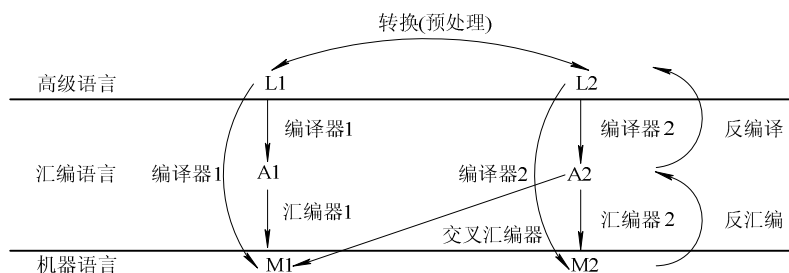 转换(预处理)
高级语言 L1 L2
编译器1 编译器2 反编译
汇编语言 编译器1 A1 编译器2 A2
汇编器1 汇编器2 反汇编
交叉汇编器
机器语言 M1 M2